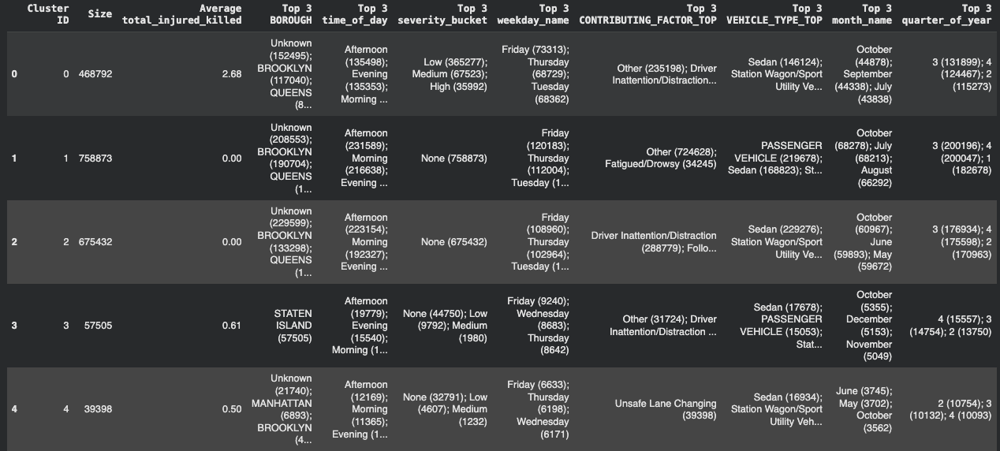 Cluster ID Size Average total_injured_killed Top 3 BOROUGH Top 3 time_of_day Top 3 severity_bucket Top 3 weekday_name Top 3 CONTRIBUTING_FACTOR_TOP Top 3 VEHICLE_TYPE_TOP Top 3 month_name Top 3 quarter_of_year
0 0 468792 2.68 Unknown (152495); BROOKLYN (117040); QUEENS (8... Afternoon (135498); Evening (135353); Morning ... Low (365277); Medium (67523); High (35992) Friday (73313); Thursday (68729); Tuesday (68362) Other (235198); Driver Inattention/Distraction... Sedan (146124); Station Wagon/Sport Utility Ve... October (44878); September (44338); July (43838) 3 (131899); 4 (124467); 2 (115273)
1 1 758873 0.00 Unknown (208553); BROOKLYN (190704); QUEENS (1... Afternoon (231589); Morning (216638); Evening ... None (758873) Friday (120183); Thursday (112004); Tuesday (1... Other (724628); Fatigued/Drowsy (34245) PASSENGER VEHICLE (219678); Sedan (168823); St... October (68278); July (68213); August (66292) 3 (200196); 4 (200047); 1 (182678)
2 2 675432 0.00 Unknown (229599); BROOKLYN (133298); QUEENS (1... Afternoon (223154); Morning (192327); Evening ... None (675432) Friday (108960); Thursday (102964); Tuesday (1... Driver Inattention/Distraction (288779); Follo... Sedan (229276); Station Wagon/Sport Utility Ve... October (60967); June (59893); May (59672) 3 (176934); 4 (175598); 2 (170963)
3 3 57505 0.61 STATEN ISLAND (57505) Afternoon (19779); Evening (15540); Morning (1... None (44750); Low (9792); Medium (1980) Friday (9240); Wednesday (8683); Thursday (8642) Other (31724); Driver Inattention/Distraction ... Sedan (17678); PASSENGER VEHICLE (15053); Stat... October (5355); December (5153); November (5049) 4 (15557); 3 (14754); 2 (13750)
4 4 39398 0.50 Unknown (21740); MANHATTAN (6893); BROOKLYN (4... Afternoon (12169); Morning (11365); Evening (1... None (32791); Low (4607); Medium (1232) Friday (6633); Thursday (6198); Wednesday (6171) Unsafe Lane Changing (39398) Sedan (16934); Station Wagon/Sport Utility Veh... June (3745); May (3702); October (3562) 2 (10754); 3 (10132); 4 (10093)